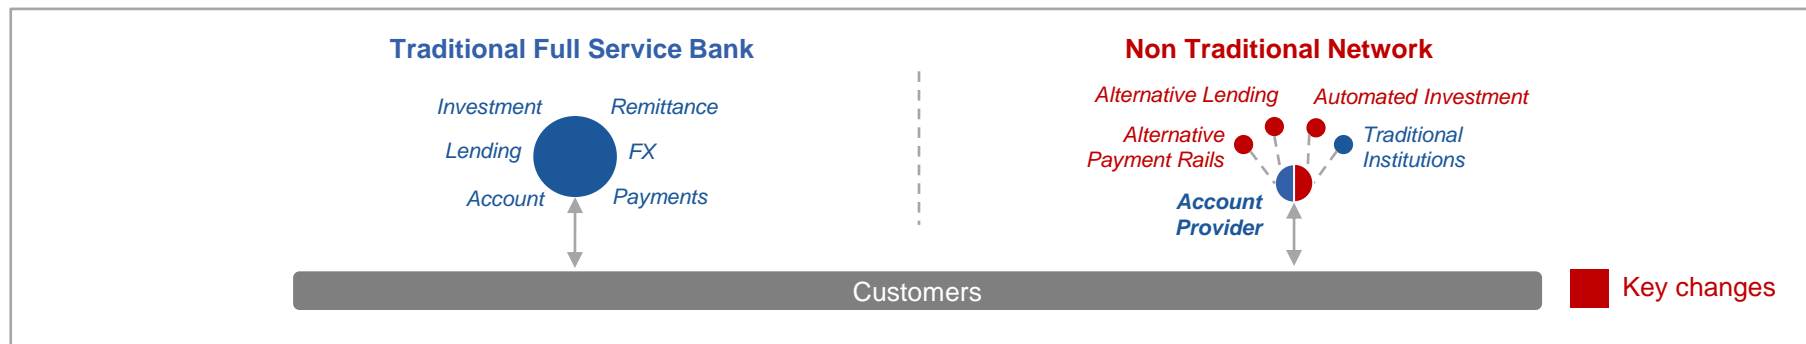 Traditional Full Service Bank
Investment
Remittance
Lending
FX
Account
Payments
Non Traditional Network
Alternative Lending
Automated Investment
Alternative
Payment Rails
Traditional
Institutions
Account
Provider
Customers
Key changes